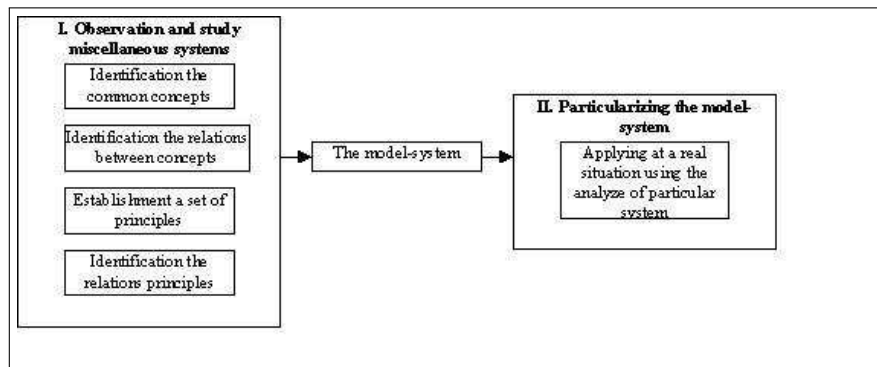 I. Observation and study
miscellaneous systems
Identification the
common concepts
Identification the relations
between concepts
Establishment a set of
principles
Identification the
relations principles
The model-system
II. Particularizing the model-
system
Applying at a real
situation using the
analyze of particular
system